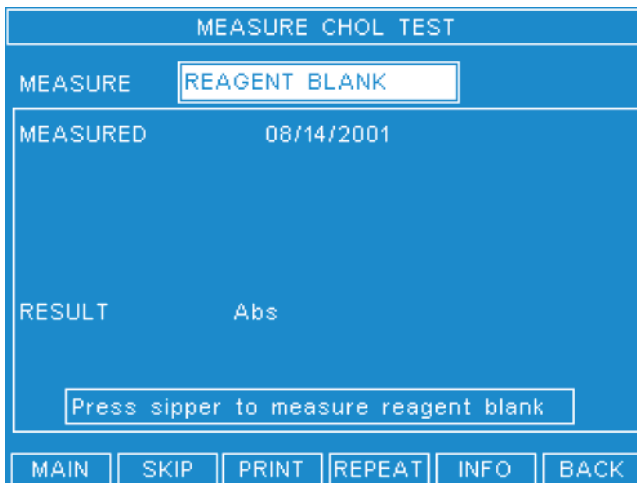 MEASURE CHOL TEST
MEASURE REAGENT BLANK
MEASURED 08/14/2001
RESULT Abs
Press sipper to measure reagent blank
MAIN SKIP PRINT REPEAT INFO BACK